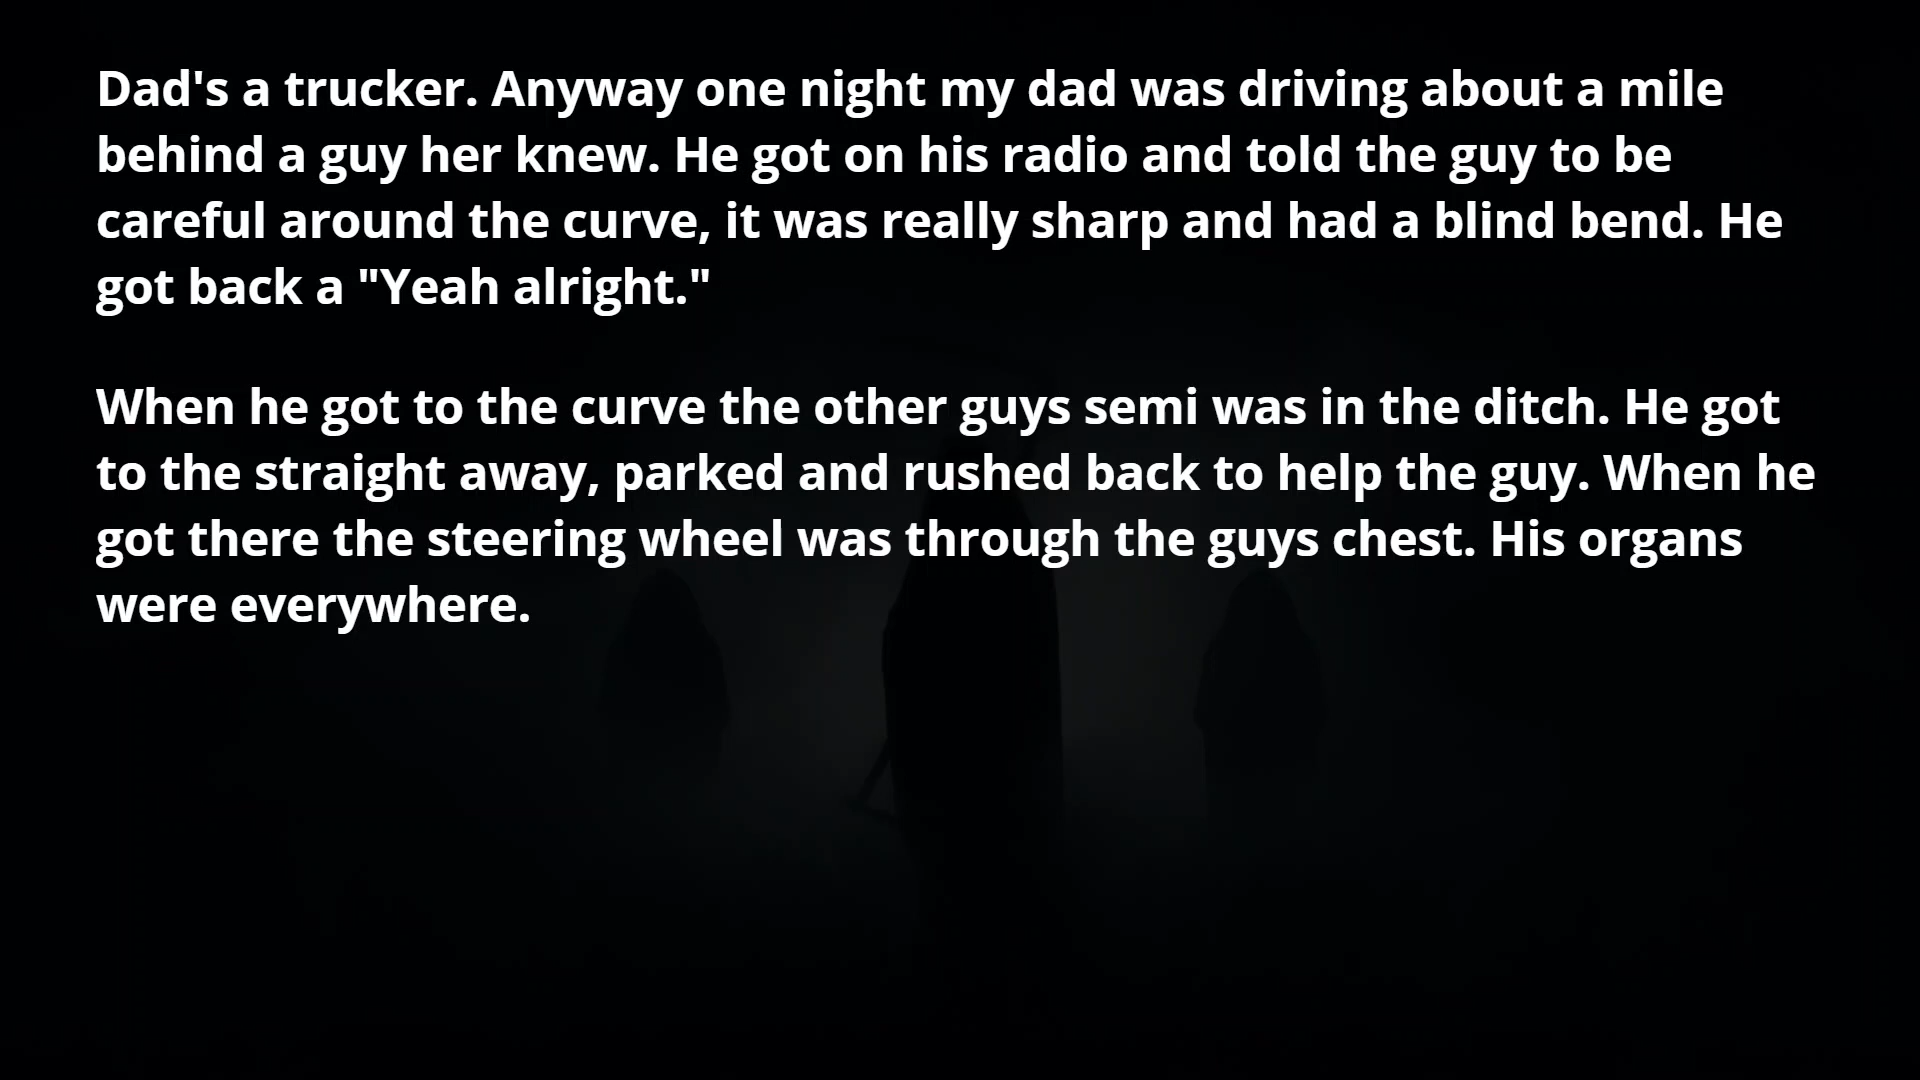 Dad's a trucker. Anyway one night my dad was driving about a mile
behind a guy her knew. He got on his radio and told the guy to be
careful around the curve, it was really sharp and had a blind bend. He
got back a "Yeah alright."
When he got to the curve the other guys semi was in the ditch. He got
to the straight away, parked and rushed back to help the guy. When he
got there the steering wheel was through the guys chest. His organs
were everywhere.